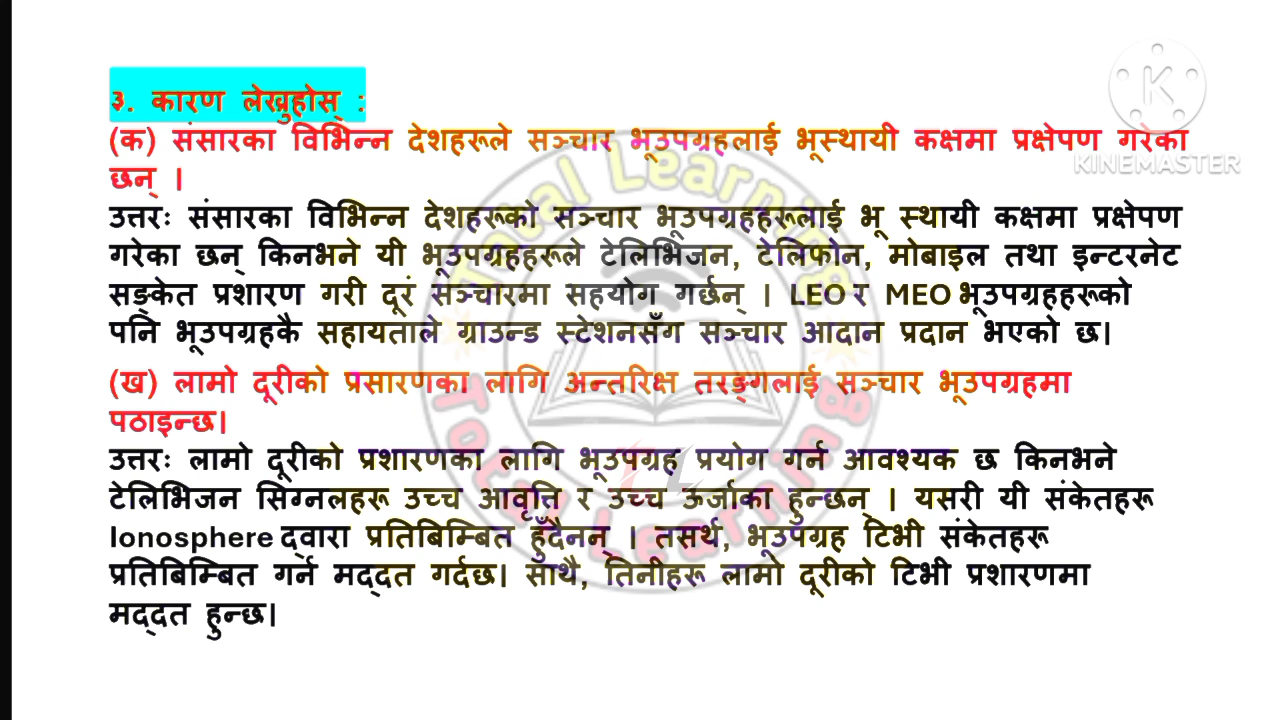 ३. कारण लेख्नुहोस् :
(क) संसारका विभिन्न देशहरूले सञ्चार भूउपग्रहलाई भूस्थायी कक्षमा प्रक्षेपण गरेका
छन् ।
उत्तरः संसारका विभिन्न देशहरूको सञ्चार भूउपग्रहहरूलाई भू स्थायी कक्षमा प्रक्षेपण
गरेका छन् किनभने यी भूउपग्रहहरूले टेलिभिजन, टेलिफोन, मोबाइल तथा इन्टरनेट
सङ्केत प्रशारण गरी दूरं सञ्चारमा सहयोग गर्छन् । LEO र MEO भूउपग्रहहरूको
पनि भूउपग्रहकै सहायताले ग्राउन्ड स्टेशनसँग सञ्चार आदान प्रदान भएको छ।
(ख) लामो दूरीको प्रसारणका लागि अन्तरिक्ष तरङ्गलाई सञ्चार भूउपग्रहमा
पठाइन्छ।
उत्तरः लामो दूरीको प्रशारणका लागि भूउपग्रह प्रयोग गर्न आवश्यक छ किनभने
टेलिभिजन सिग्नलहरू उच्च आवृत्ति र उच्च ऊर्जाका हुन्छन् । यसरी यी संकेतहरू
Ionosphere द्वारा प्रतिबिम्बित हुँदैनन् । तसर्थ, भूउपग्रह टिभी संकेतहरू
प्रतिबिम्बित गर्न मद्दत गर्दछ। साथै, तिनीहरू लामो दूरीको टिभी प्रशारणमा
मद्दत हुन्छ।
K
KINEMASTER
Total Learning
TL
Total Learning